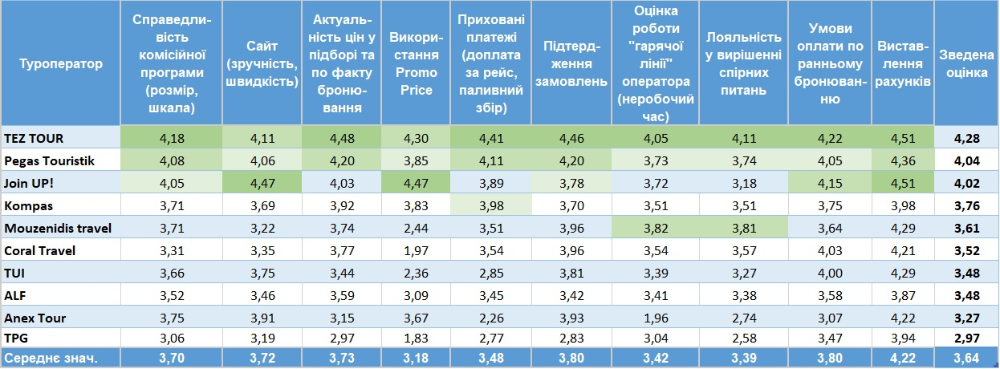 Туроператор
Справедли-
вість
комісійної
програми
(розмір,
шкала)
Сайт
(зручність,
швидкість)
Актуаль-
ність цін у
підборі та
по факту
броню-
вання
Викори-
стання
Promo
Price
Приховані
платежі
(доплата
за рейс,
паливний
збір)
Підтверд-
ження
замовлень
Оцінка
роботи
"гарячої
лінії"
оператора
(неробочий
час)
Лояльність
у вирішенні
спірних
питань
Умови
оплати по
ранньому
бронюван-
ню
Вистав-
лення
рахунків
Зведена
оцінка
TEZ TOUR 4,18 4,11 4,48 4,30 4,41 4,46 4,05 4,11 4,22 4,51 4,28
Pegas Touristik 4,08 4,06 4,20 3,85 4,11 4,20 3,73 3,74 4,05 4,36 4,04
Join UP! 4,05 4,47 4,03 4,47 3,89 3,78 3,72 3,18 4,15 4,51 4,02
Kompas 3,71 3,69 3,92 3,83 3,98 3,70 3,51 3,51 3,75 3,98 3,76
Mouzenidis travel 3,71 3,22 3,74 2,44 3,51 3,96 3,82 3,81 3,64 4,29 3,61
Coral Travel 3,31 3,35 3,77 1,97 3,54 3,96 3,54 3,57 4,03 4,21 3,52
TUI 3,66 3,75 3,44 2,36 2,85 3,81 3,39 3,27 4,00 4,29 3,48
ALF 3,52 3,46 3,59 3,09 3,45 3,42 3,41 3,38 3,58 3,87 3,48
Anex Tour 3,75 3,91 3,15 3,67 2,26 3,93 1,96 2,74 3,07 4,22 3,27
TPG 3,06 3,19 2,97 1,83 2,77 2,83 3,04 2,58 3,47 3,94 2,97
Середнє знач. 3,70 3,72 3,73 3,18 3,48 3,80 3,42 3,39 3,80 4,22 3,64